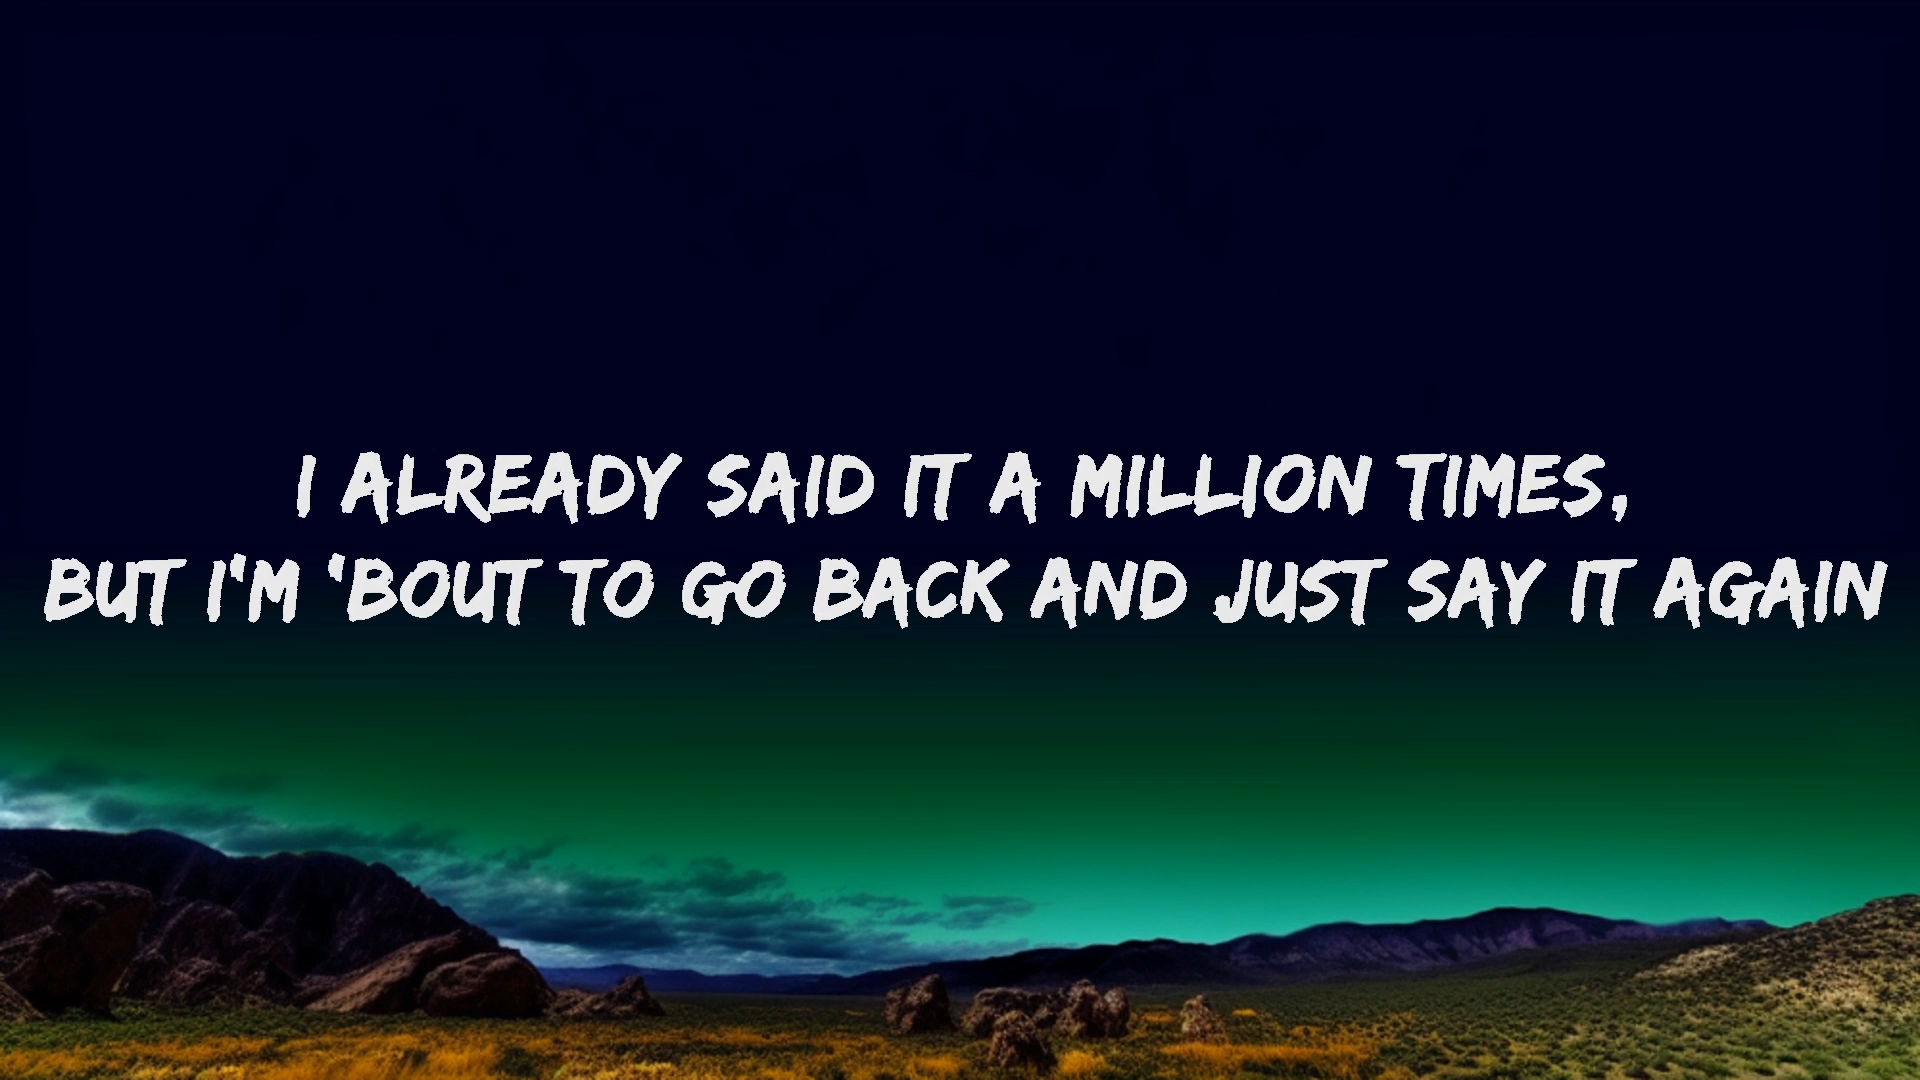 I ALREADY SAID IT A MILLION TIMES,
BUT I'M 'BOUT TO GO BACK AND JUST SAY IT AGAIN